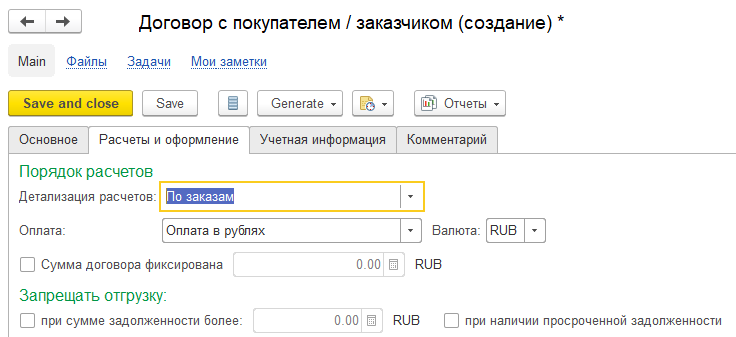 Договор с покупателем / заказчиком (создание) *
Main Файлы Задачи Мои заметки
Save and close Save Generate Отчеты
Основное Расчеты и оформление Учетная информация Комментарий
Порядок расчетов
Детализация расчетов: По заказам
Оплата: Оплата в рублях Валюта: RUB
Сумма договора фиксирована 0.00 RUB
Запрещать отгрузку:
при сумме задолженности более: 0.00 RUB при наличии просроченной задолженности